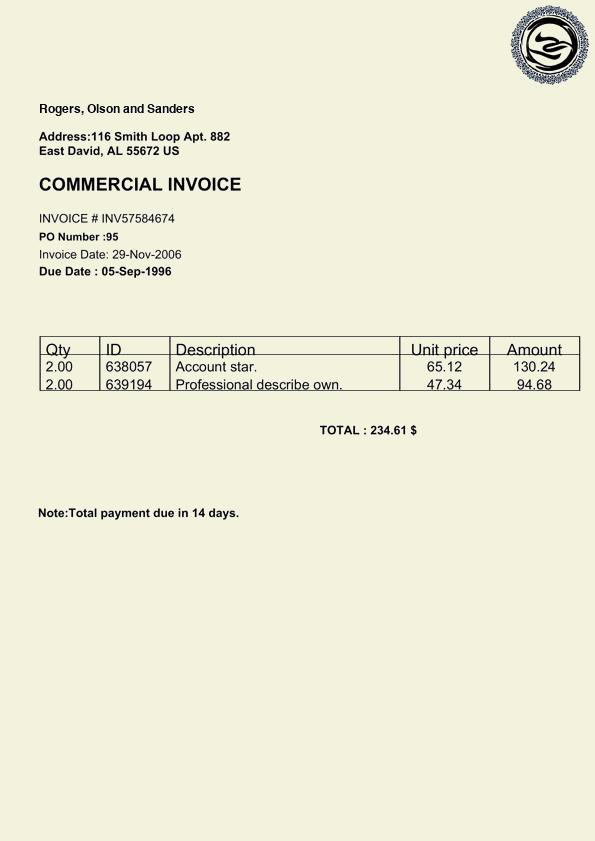 Rogers, Olson and Sanders
Address:116 Smith Loop Apt. 882
East David, AL 55672 US
COMMERCIAL INVOICE
INVOICE # INV57584674
PO Number :95
Invoice Date: 29-Nov-2006
Due Date : 05-Sep-1996
Qty ID Description Unit price Amount
2.00 638057 Account star. 65.12 130.24
2.00 639194 Professional describe own. 47.34 94.68
TOTAL : 234.61 $
Note:Total payment due in 14 days.